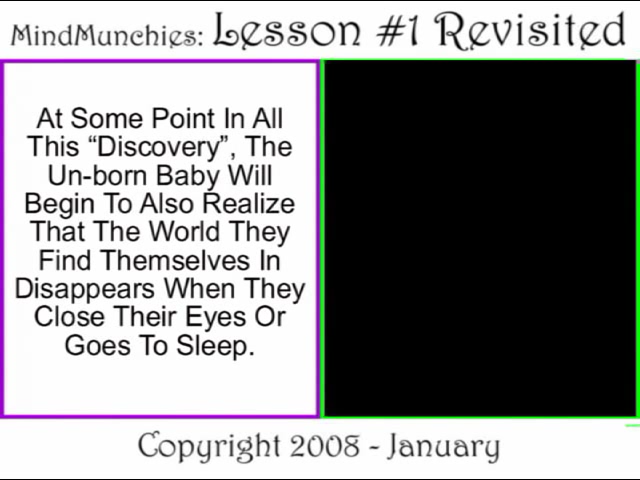 MindMunchies: Lesson #1 Revisited
At Some Point In All
This “Discovery”, The
Un-born Baby Will
Begin To Also Realize
That The World They
Find Themselves In
Disappears When They
Close Their Eyes Or
Goes To Sleep.
Copyright 2008 - January